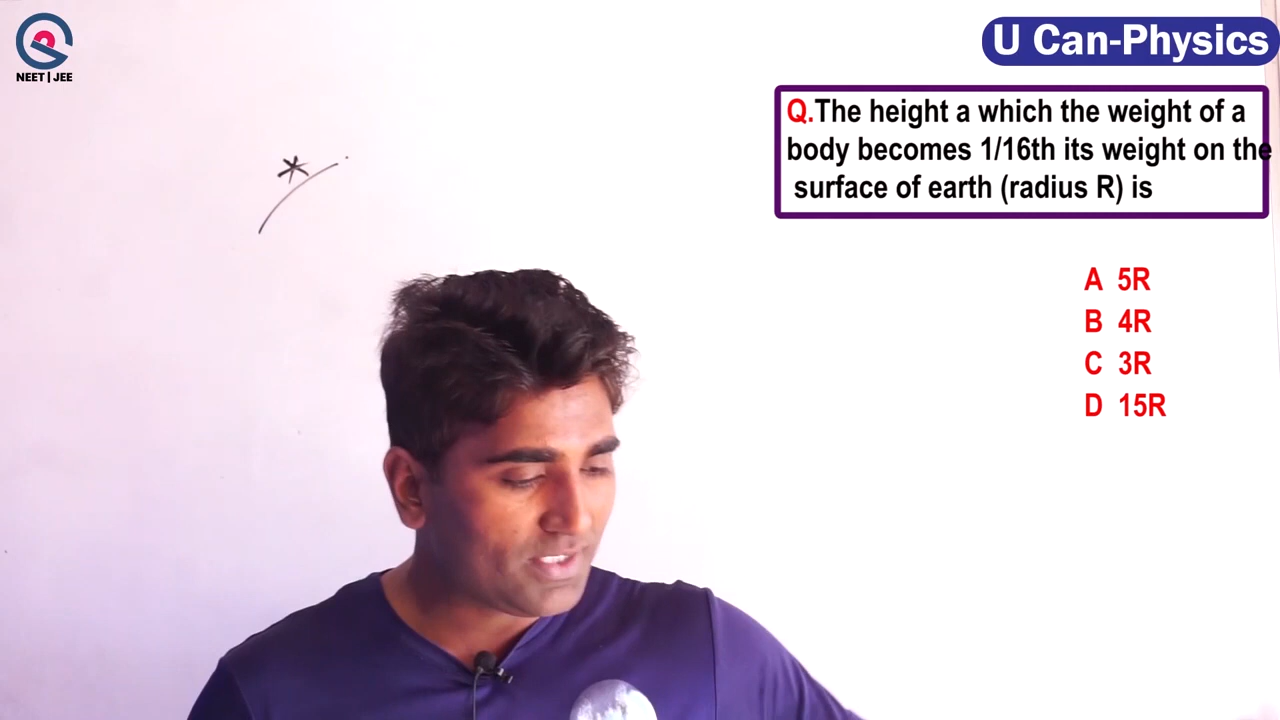 NEET | JEE
U Can-Physics
Q.The height a which the weight of a
body becomes 1/16th its weight on the
surface of earth (radius R) is
A 5R
B 4R
C 3R
D 15R